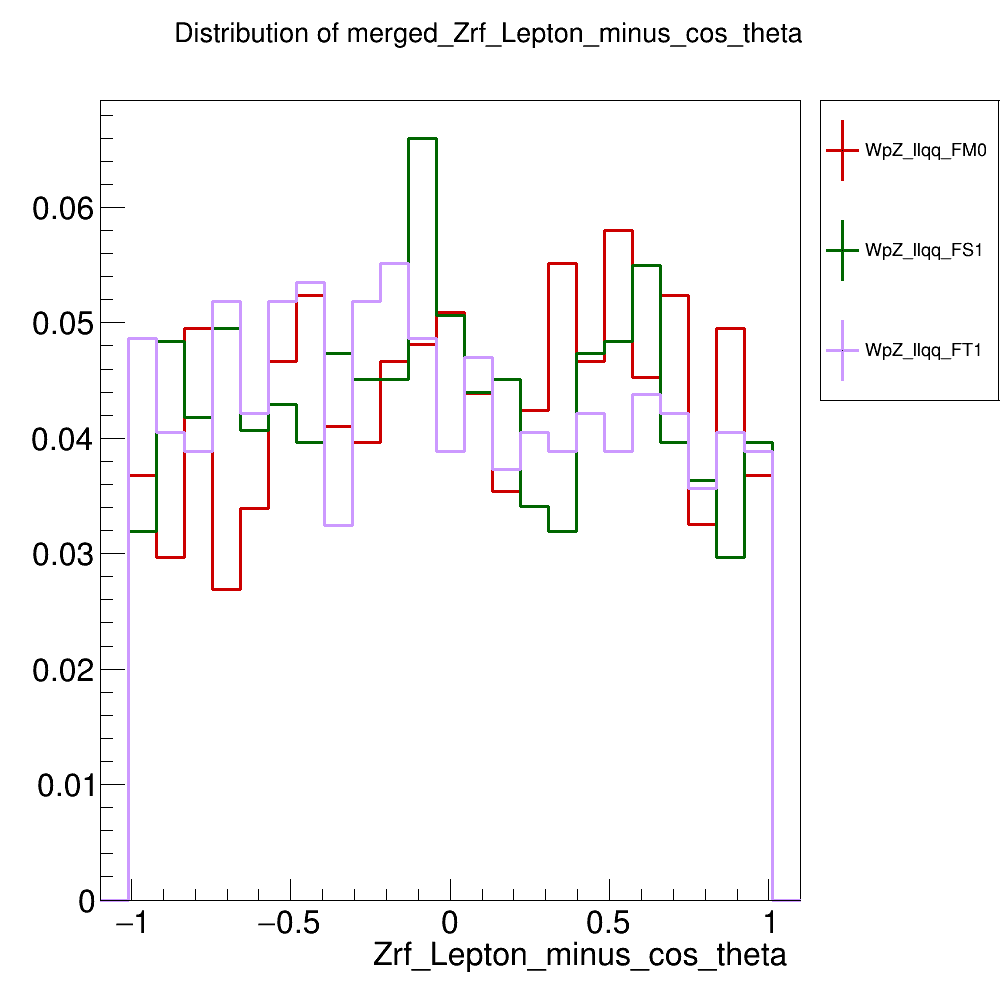 Distribution of merged_Zrf_Lepton_minus_cos_theta
WpZ_llqq_FM0
WpZ_llqq_FS1
WpZ_llqq_FT1
0.06
0.05
0.04
0.03
0.02
0.01
0
−1 −0.5 0 0.5 1
Zrf_Lepton_minus_cos_theta